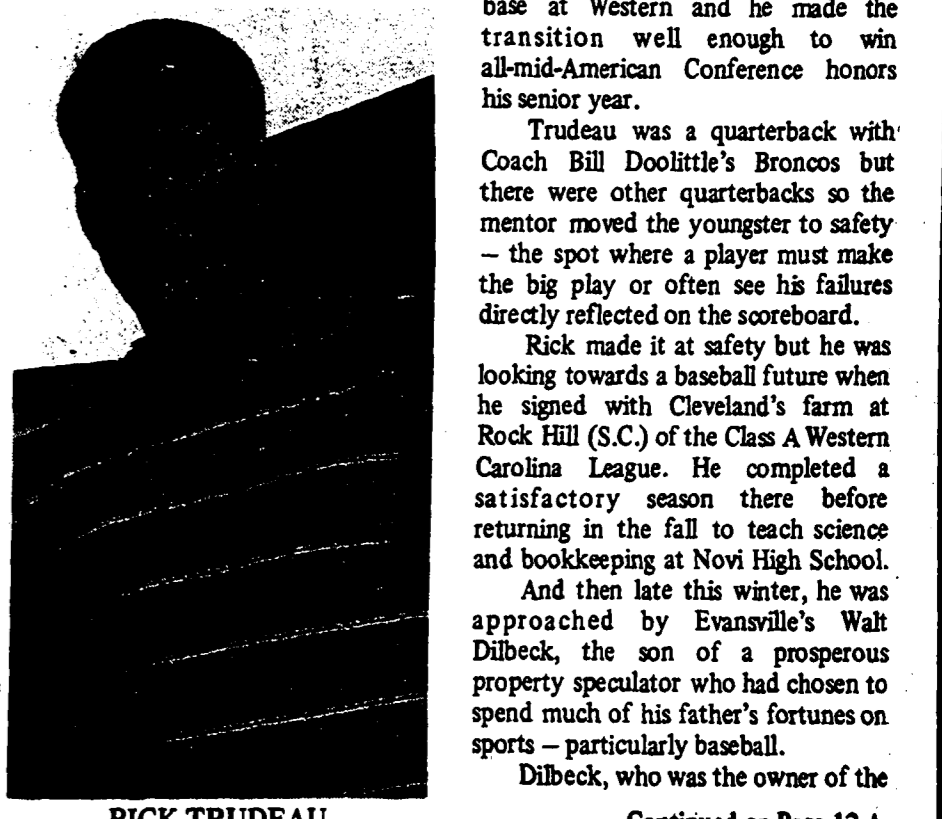 base at Western and he made the
transition well enough to win
all-mid-American Conference honors
his senior year.
Trudeau was a quarterback with
Coach Bill Doolittle's Broncos but
there were other quarterbacks so the
mentor moved the youngster to safety
— the spot where a player must make
the big play or often see his failures
directly reflected on the scoreboard.
Rick made it at safety but he was
looking towards a baseball future when
he signed with Cleveland's farm at
Rock Hill (S.C.) of the Class A Western
Carolina League. He completed a
satisfactory season there before
returning in the fall to teach science
and bookkeeping at Novi High School.
And then late this winter, he was
approached by Evansville's Walt
Dilbeck, the son of a prosperous
property speculator who had chosen to
spend much of his father's fortunes on
sports — particularly baseball.
Dilbeck, who was the owner of the
RICK TRUDEAU
Continued on Page 12-A